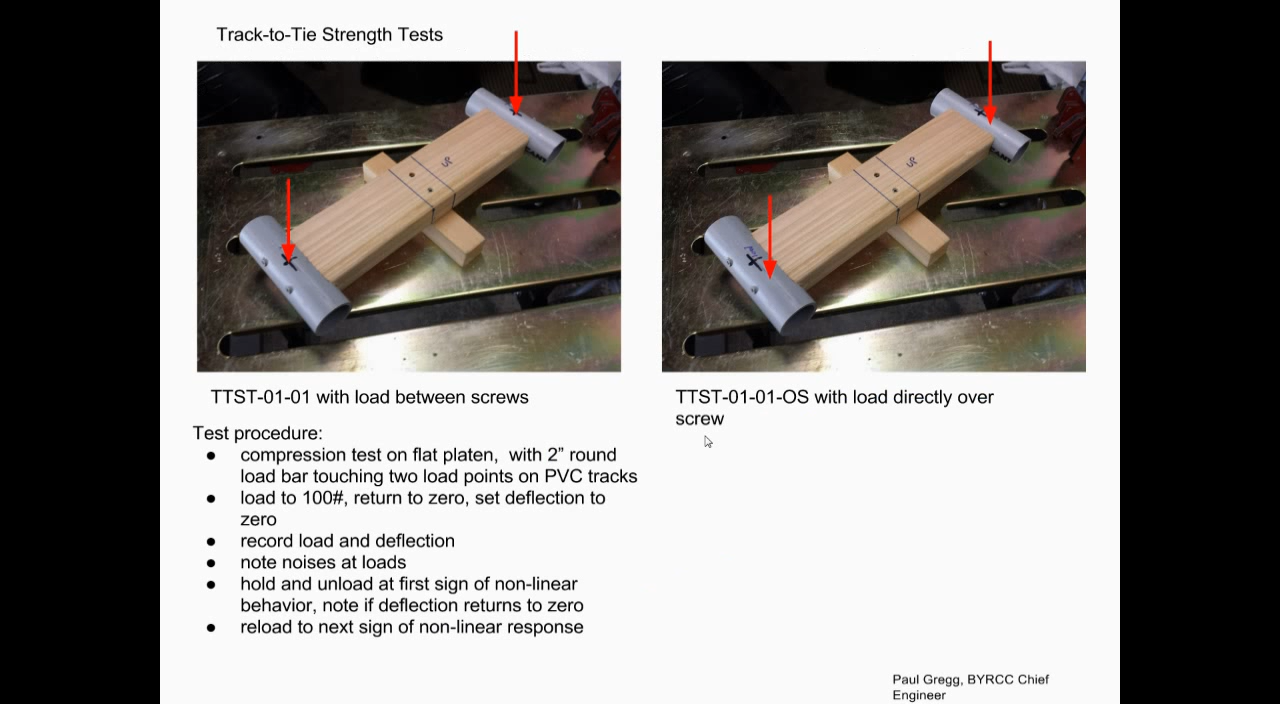 Track-to-Tie Strength Tests
TTST-01-01 with load between screws
TTST-01-01-OS with load directly over
screw
Test procedure:
● compression test on flat platen, with 2” round
load bar touching two load points on PVC tracks
● load to 100#, return to zero, set deflection to
zero
● record load and deflection
● note noises at loads
● hold and unload at first sign of non-linear
behavior, note if deflection returns to zero
● reload to next sign of non-linear response
Paul Gregg, BYRCC Chief
Engineer